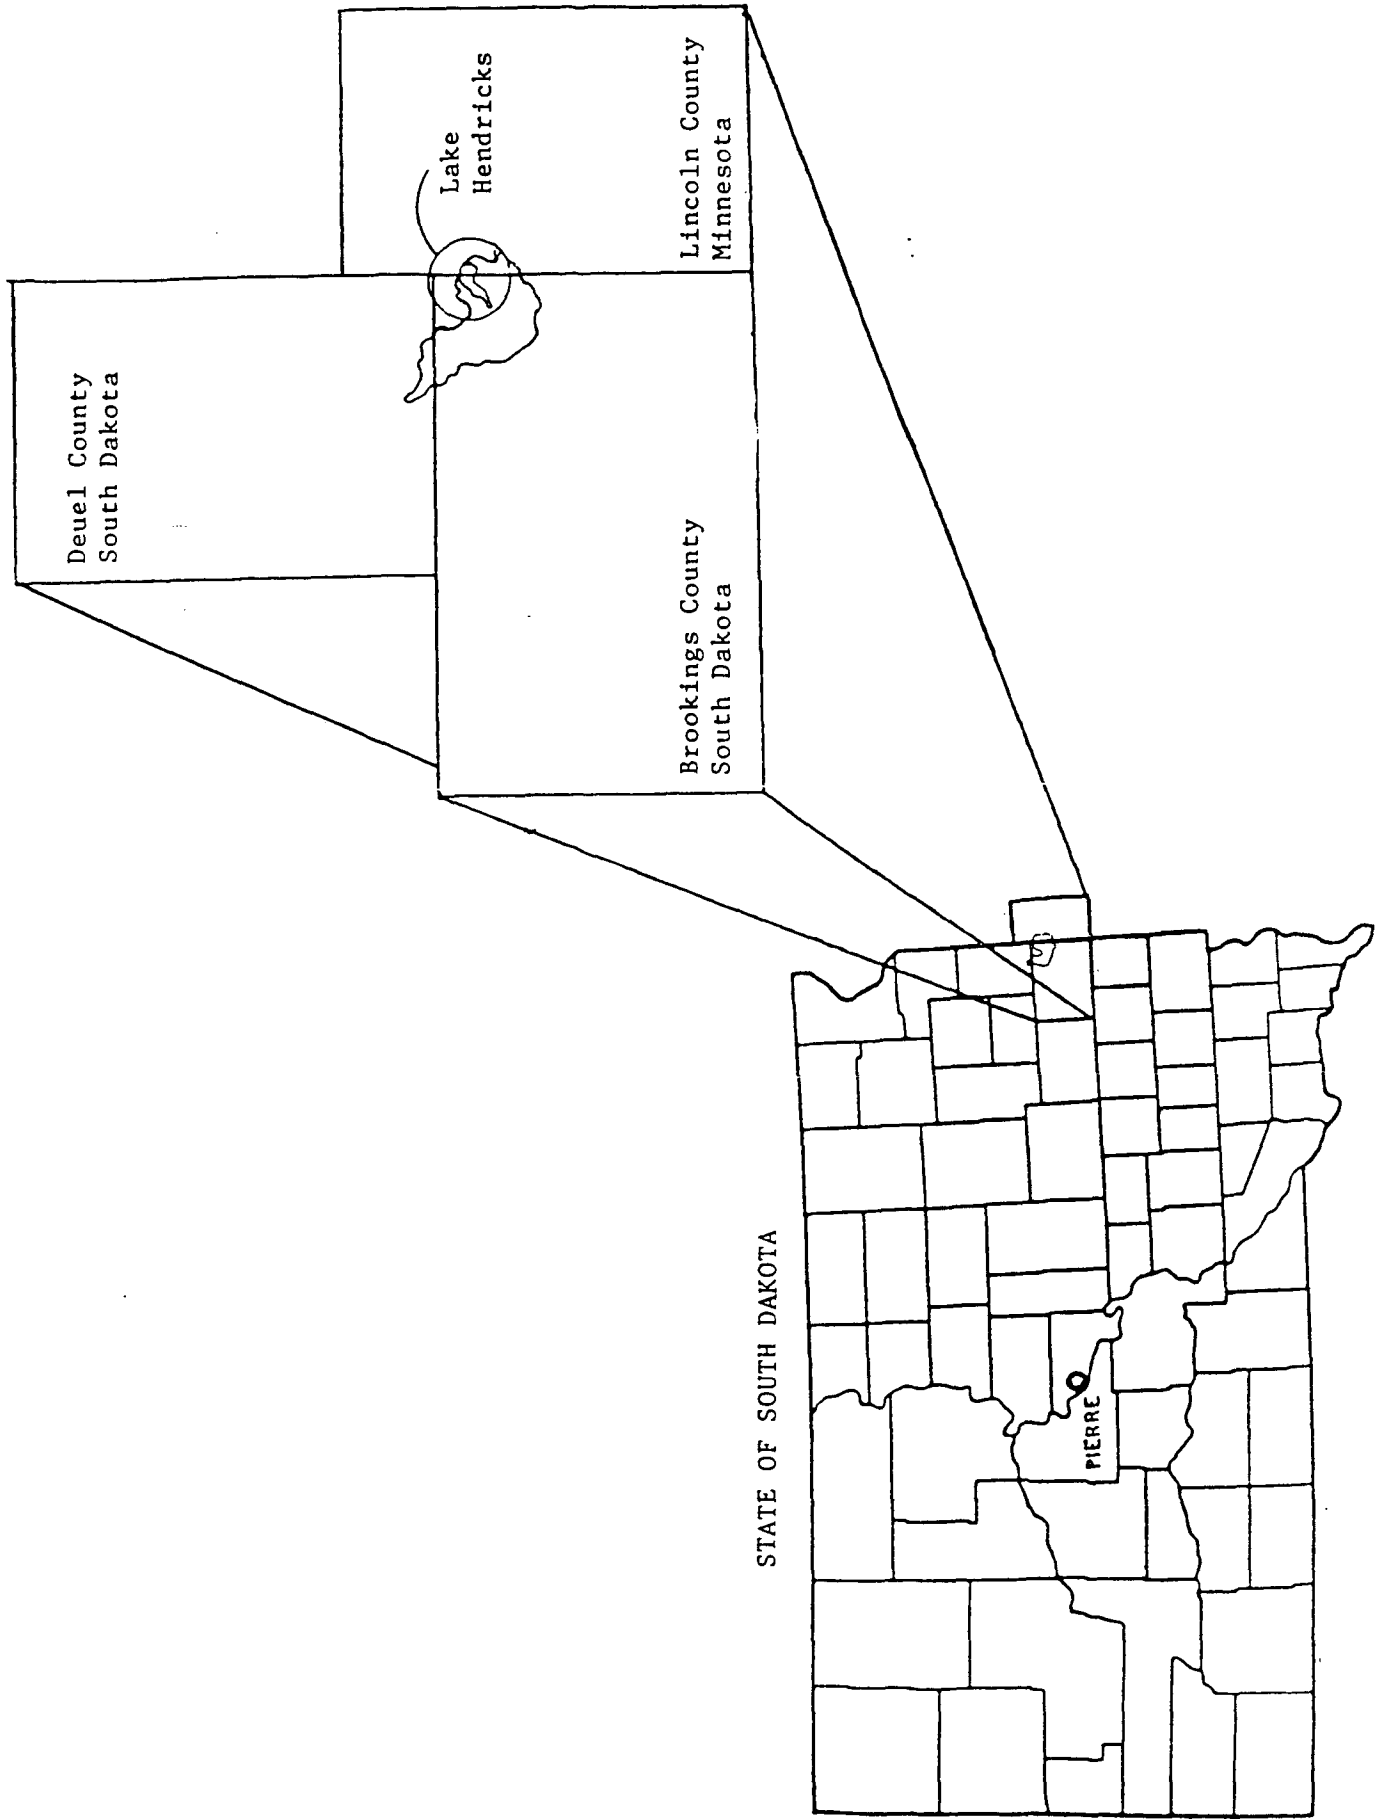 Deuel County
South Dakota
Lake
Hendricks
Brookings County
South Dakota
Lincoln County
Minnesota
STATE OF SOUTH DAKOTA
PIERRE